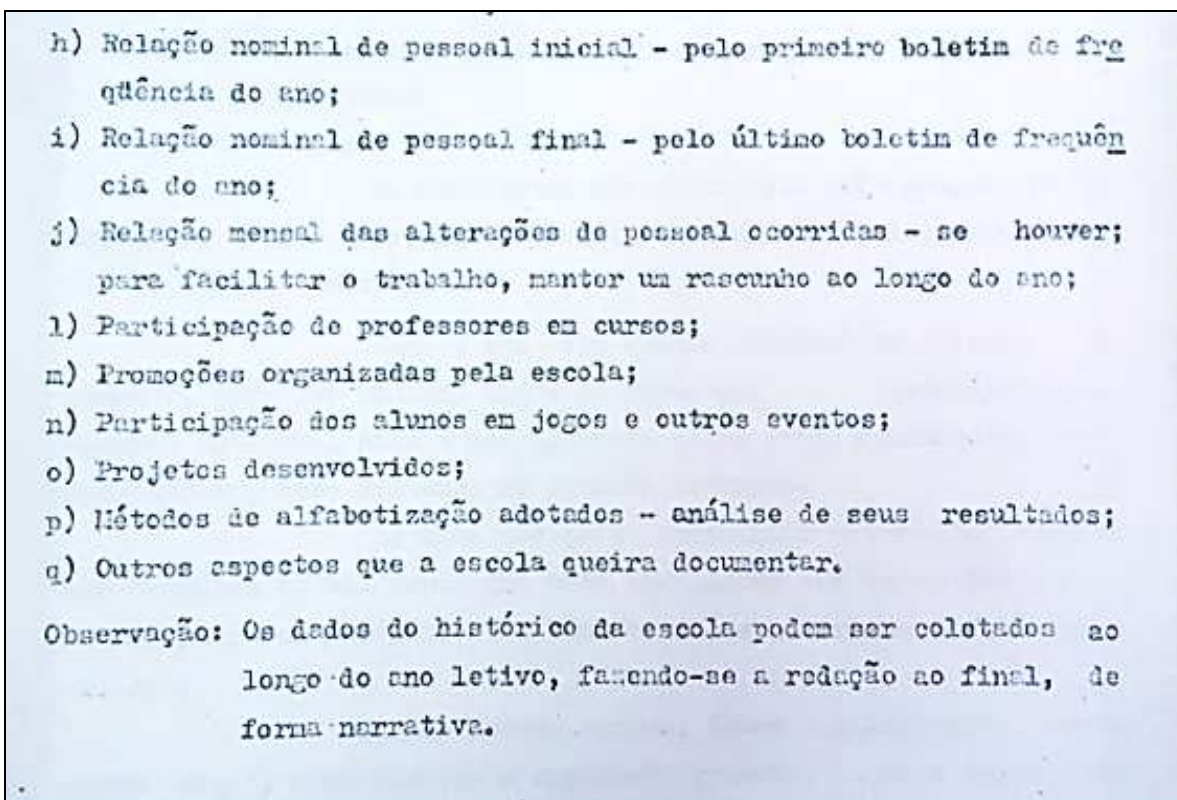 h) Relação nominal de pessoal inicial - pelo primeiro boletim de fre
qüência do ano;
i) Relação nominal de pessoal final - pelo último boletim de frequên
cia do ano;
j) Relação mensal das alterações de pessoal ocorridas - se houver;
para facilitar o trabalho, manter um rascunho ao longo do ano;
l) Participação de professores em cursos;
m) Promoções organizadas pela escola;
n) Participação dos alunos em jogos e outros eventos;
o) Projetos desenvolvidos;
p) Métodos de alfabetização adotados - análise de seus resultados;
q) Outros aspectos que a escola queira documentar.
Observação: Os dados do histórico da escola podem ser coletados ao
longo do ano letivo, fazendo-se a redação ao final, de
forma narrativa.